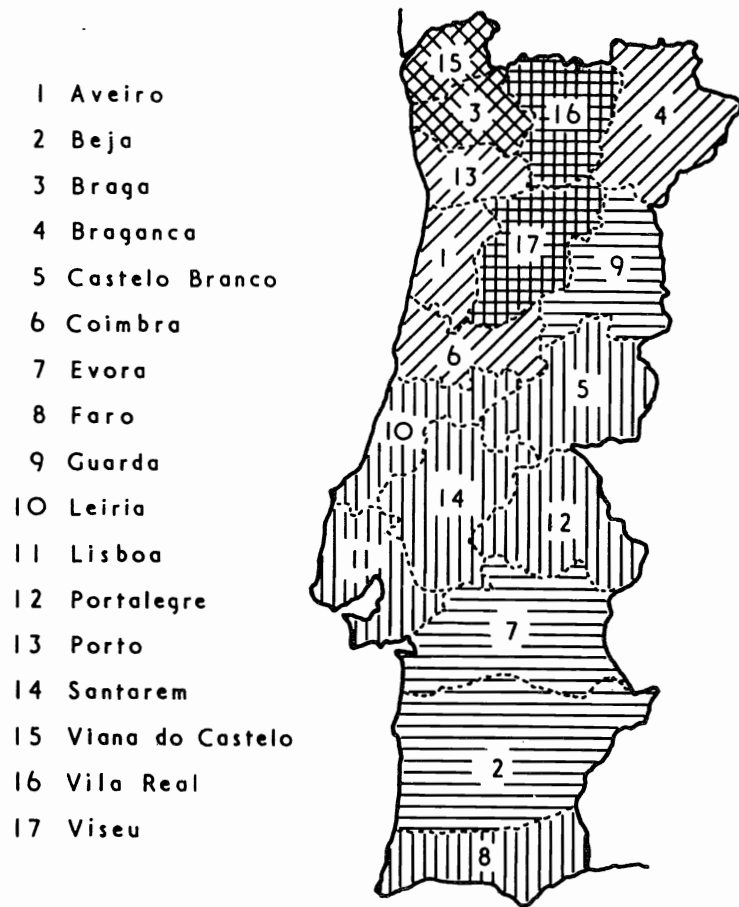 1 Aveiro
2 Beja
3 Braga
4 Braganca
5 Castelo Branco
6 Coimbra
7 Evora
8 Faro
9 Guarda
10 Leiria
11 Lisboa
12 Portalegre
13 Porto
14 Santarem
15 Viana do Castelo
16 Vila Real
17 Viseu
15
3
16
4
13
1
17
9
6
5
10
14
12
11
7
2
8